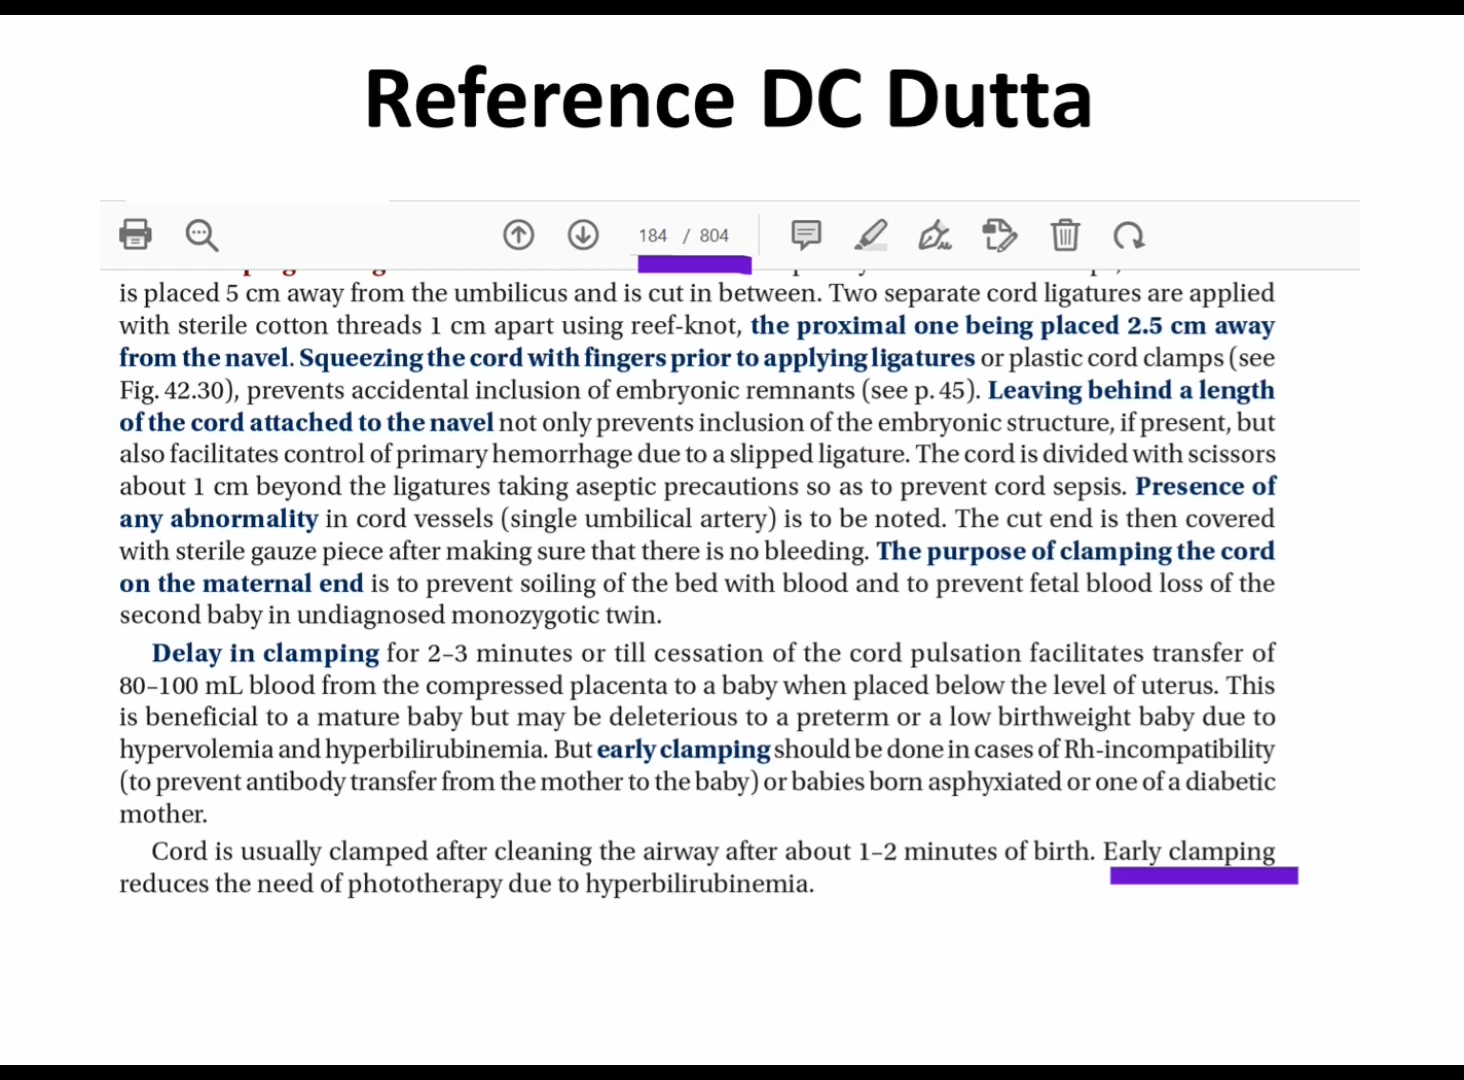 Reference DC Dutta
184 / 804
is placed 5 cm away from the umbilicus and is cut in between. Two separate cord ligatures are applied
with sterile cotton threads 1 cm apart using reef-knot, the proximal one being placed 2.5 cm away
from the navel. Squeezing the cord with fingers prior to applying ligatures or plastic cord clamps (see
Fig. 42.30), prevents accidental inclusion of embryonic remnants (see p. 45). Leaving behind a length
of the cord attached to the navel not only prevents inclusion of the embryonic structure, if present, but
also facilitates control of primary hemorrhage due to a slipped ligature. The cord is divided with scissors
about 1 cm beyond the ligatures taking aseptic precautions so as to prevent cord sepsis. Presence of
any abnormality in cord vessels (single umbilical artery) is to be noted. The cut end is then covered
with sterile gauze piece after making sure that there is no bleeding. The purpose of clamping the cord
on the maternal end is to prevent soiling of the bed with blood and to prevent fetal blood loss of the
second baby in undiagnosed monozygotic twin.
Delay in clamping for 2–3 minutes or till cessation of the cord pulsation facilitates transfer of
80–100 mL blood from the compressed placenta to a baby when placed below the level of uterus. This
is beneficial to a mature baby but may be deleterious to a preterm or a low birthweight baby due to
hypervolemia and hyperbilirubinemia. But early clamping should be done in cases of Rh-incompatibility
(to prevent antibody transfer from the mother to the baby) or babies born asphyxiated or one of a diabetic
mother.
Cord is usually clamped after cleaning the airway after about 1–2 minutes of birth. Early clamping
reduces the need of phototherapy due to hyperbilirubinemia.